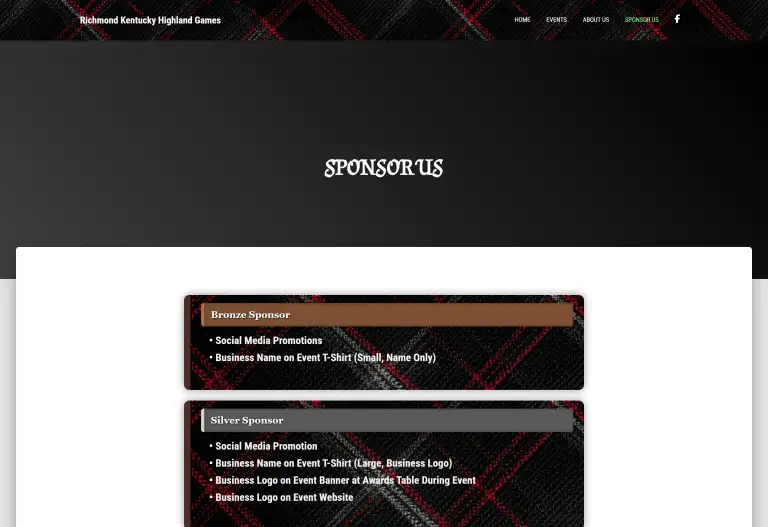 Richmond Kentucky Highland Games
HOME EVENTS ABOUT US SPONSOR US
SPONSOR US
Bronze Sponsor
• Social Media Promotions
• Business Name on Event T-Shirt (Small, Name Only)
Silver Sponsor
• Social Media Promotion
• Business Name on Event T-Shirt (Large, Business Logo)
• Business Logo on Event Banner at Awards Table During Event
• Business Logo on Event Website